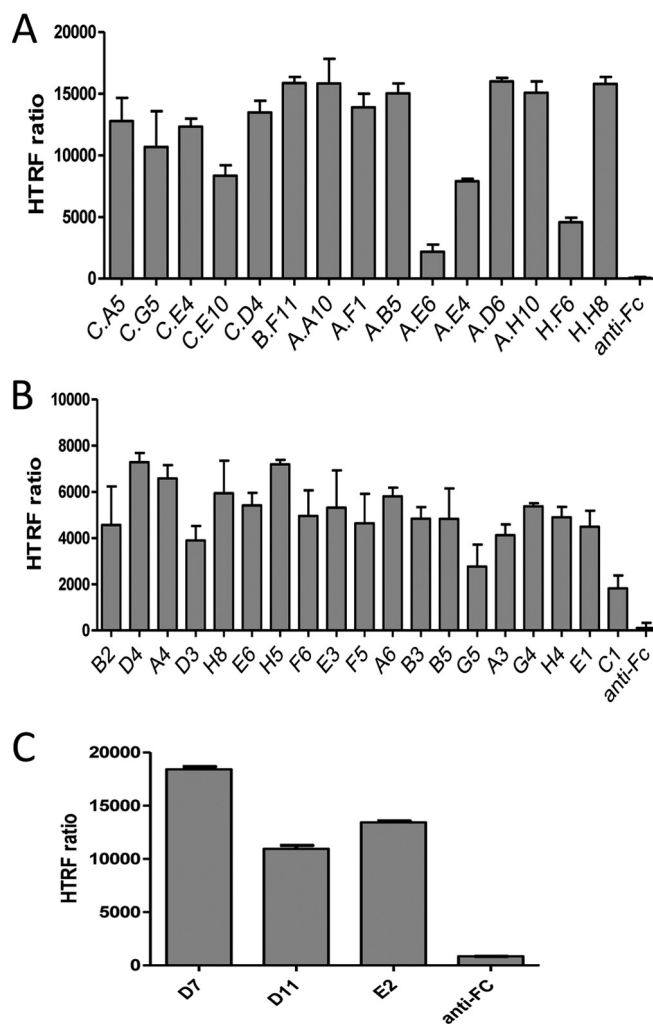 A
HTRF ratio
20000
15000
10000
5000
0
C.A5 C.G5 C.E4 C.E10 C.D4 B.F11 A.A10 A.F1 A.B5 A.E6 A.E4 A.D6 A.H10 H.F6 H.H8 anti-Fc
B
HTRF ratio
10000
8000
6000
4000
2000
0
B2 D4 A4 D3 H8 E6 H5 F6 E3 F5 A6 B3 B5 G5 A3 G4 H4 E1 C1 anti-Fc
C
HTRF ratio
20000
15000
10000
5000
0
D7 D11 E2 anti-FC